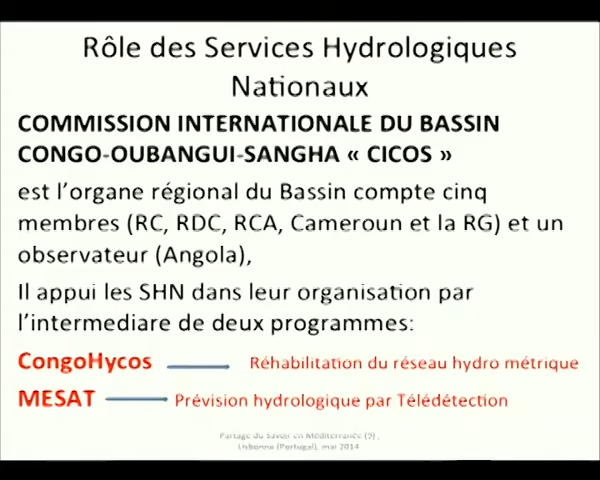 Rôle des Services Hydrologiques
Nationaux
COMMISSION INTERNATIONALE DU BASSIN
CONGO-OUBANGUI-SANGHA « CICOS »
est l’organe régional du Bassin compte cinq
membres (RC, RDC, RCA, Cameroun et la RG) et un
observateur (Angola),
Il appui les SHN dans leur organisation par
l’intermediare de deux programmes:
CongoHycos Réhabilitation du réseau hydro métrique
MESAT Prévision hydrologique par Télédétection
Partage du Savoir en Méditerranée (9) ,
Lisbonne (Portugal), mai 2014